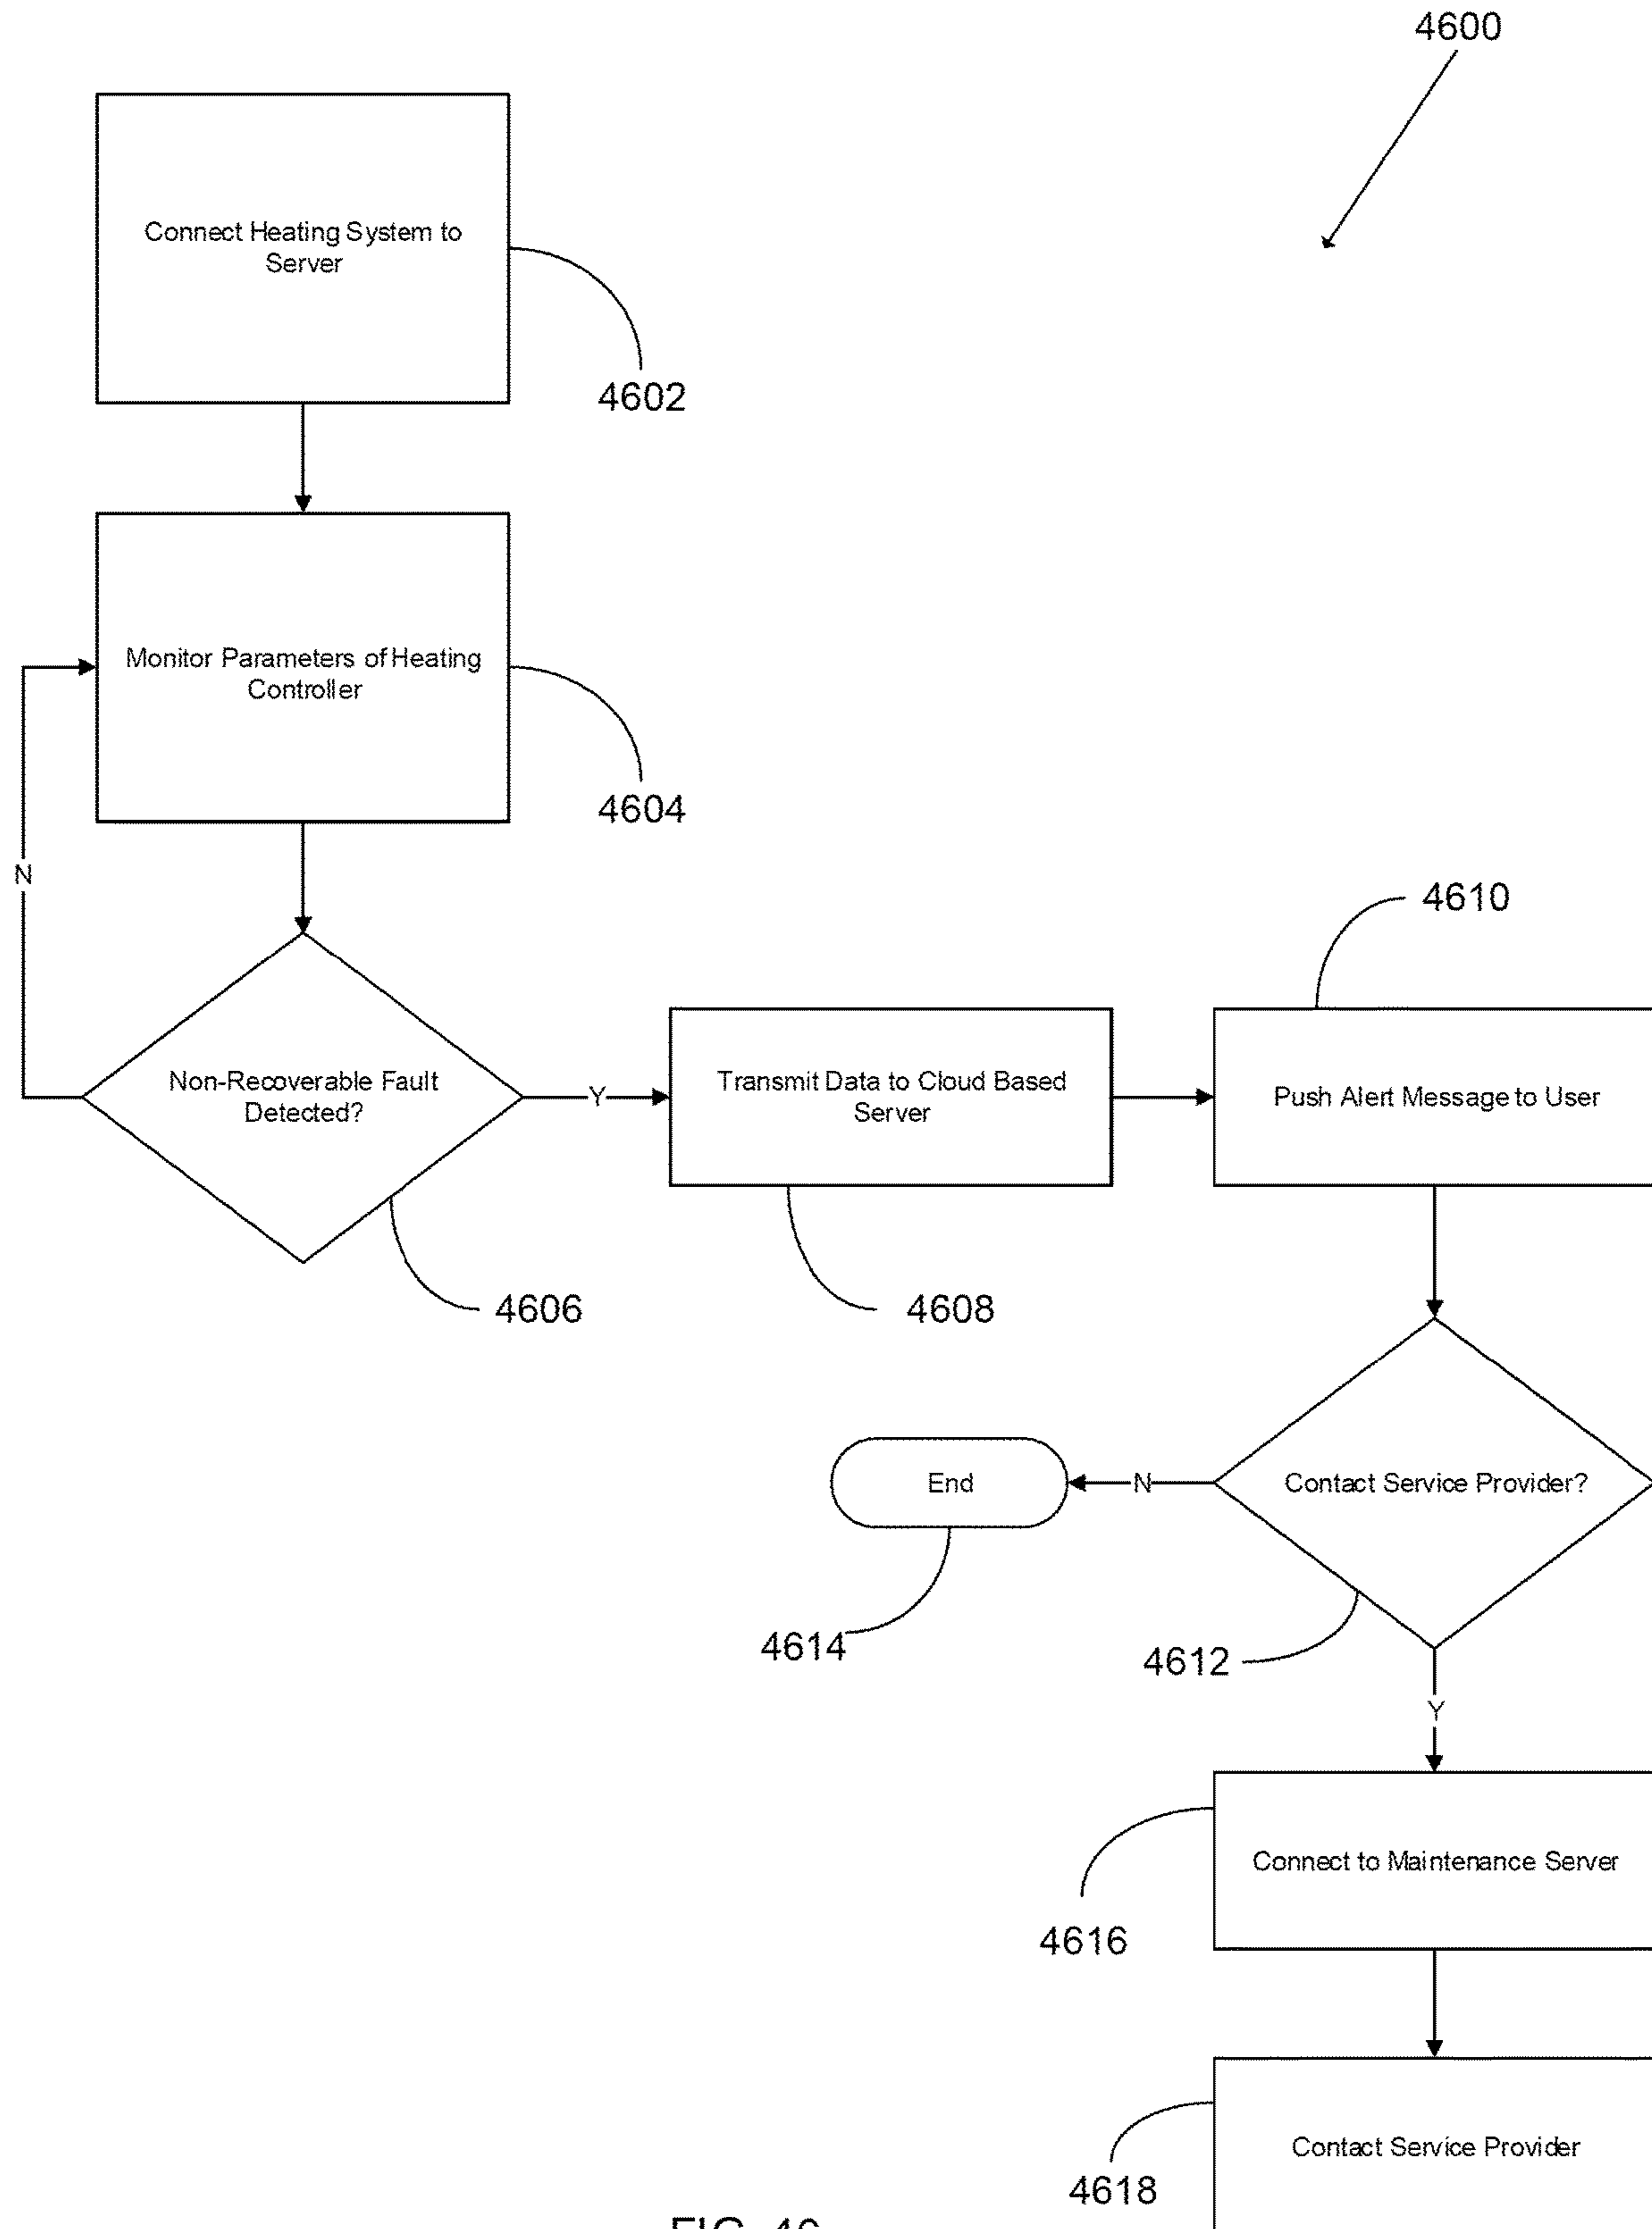 4600
Connect Heating System to
Server
4602
Monitor Parameters of Heating
Controller
4604
N
4610
Non-Recoverable Fault
Detected?
Y
Transmit Data to Cloud Based
Server
Push Alert Message to User
4606
4608
End
N
Contact Service Provider?
4614
4612
Y
Connect to Maintenance Server
4616
Contact Service Provider
4618
FIG. 46